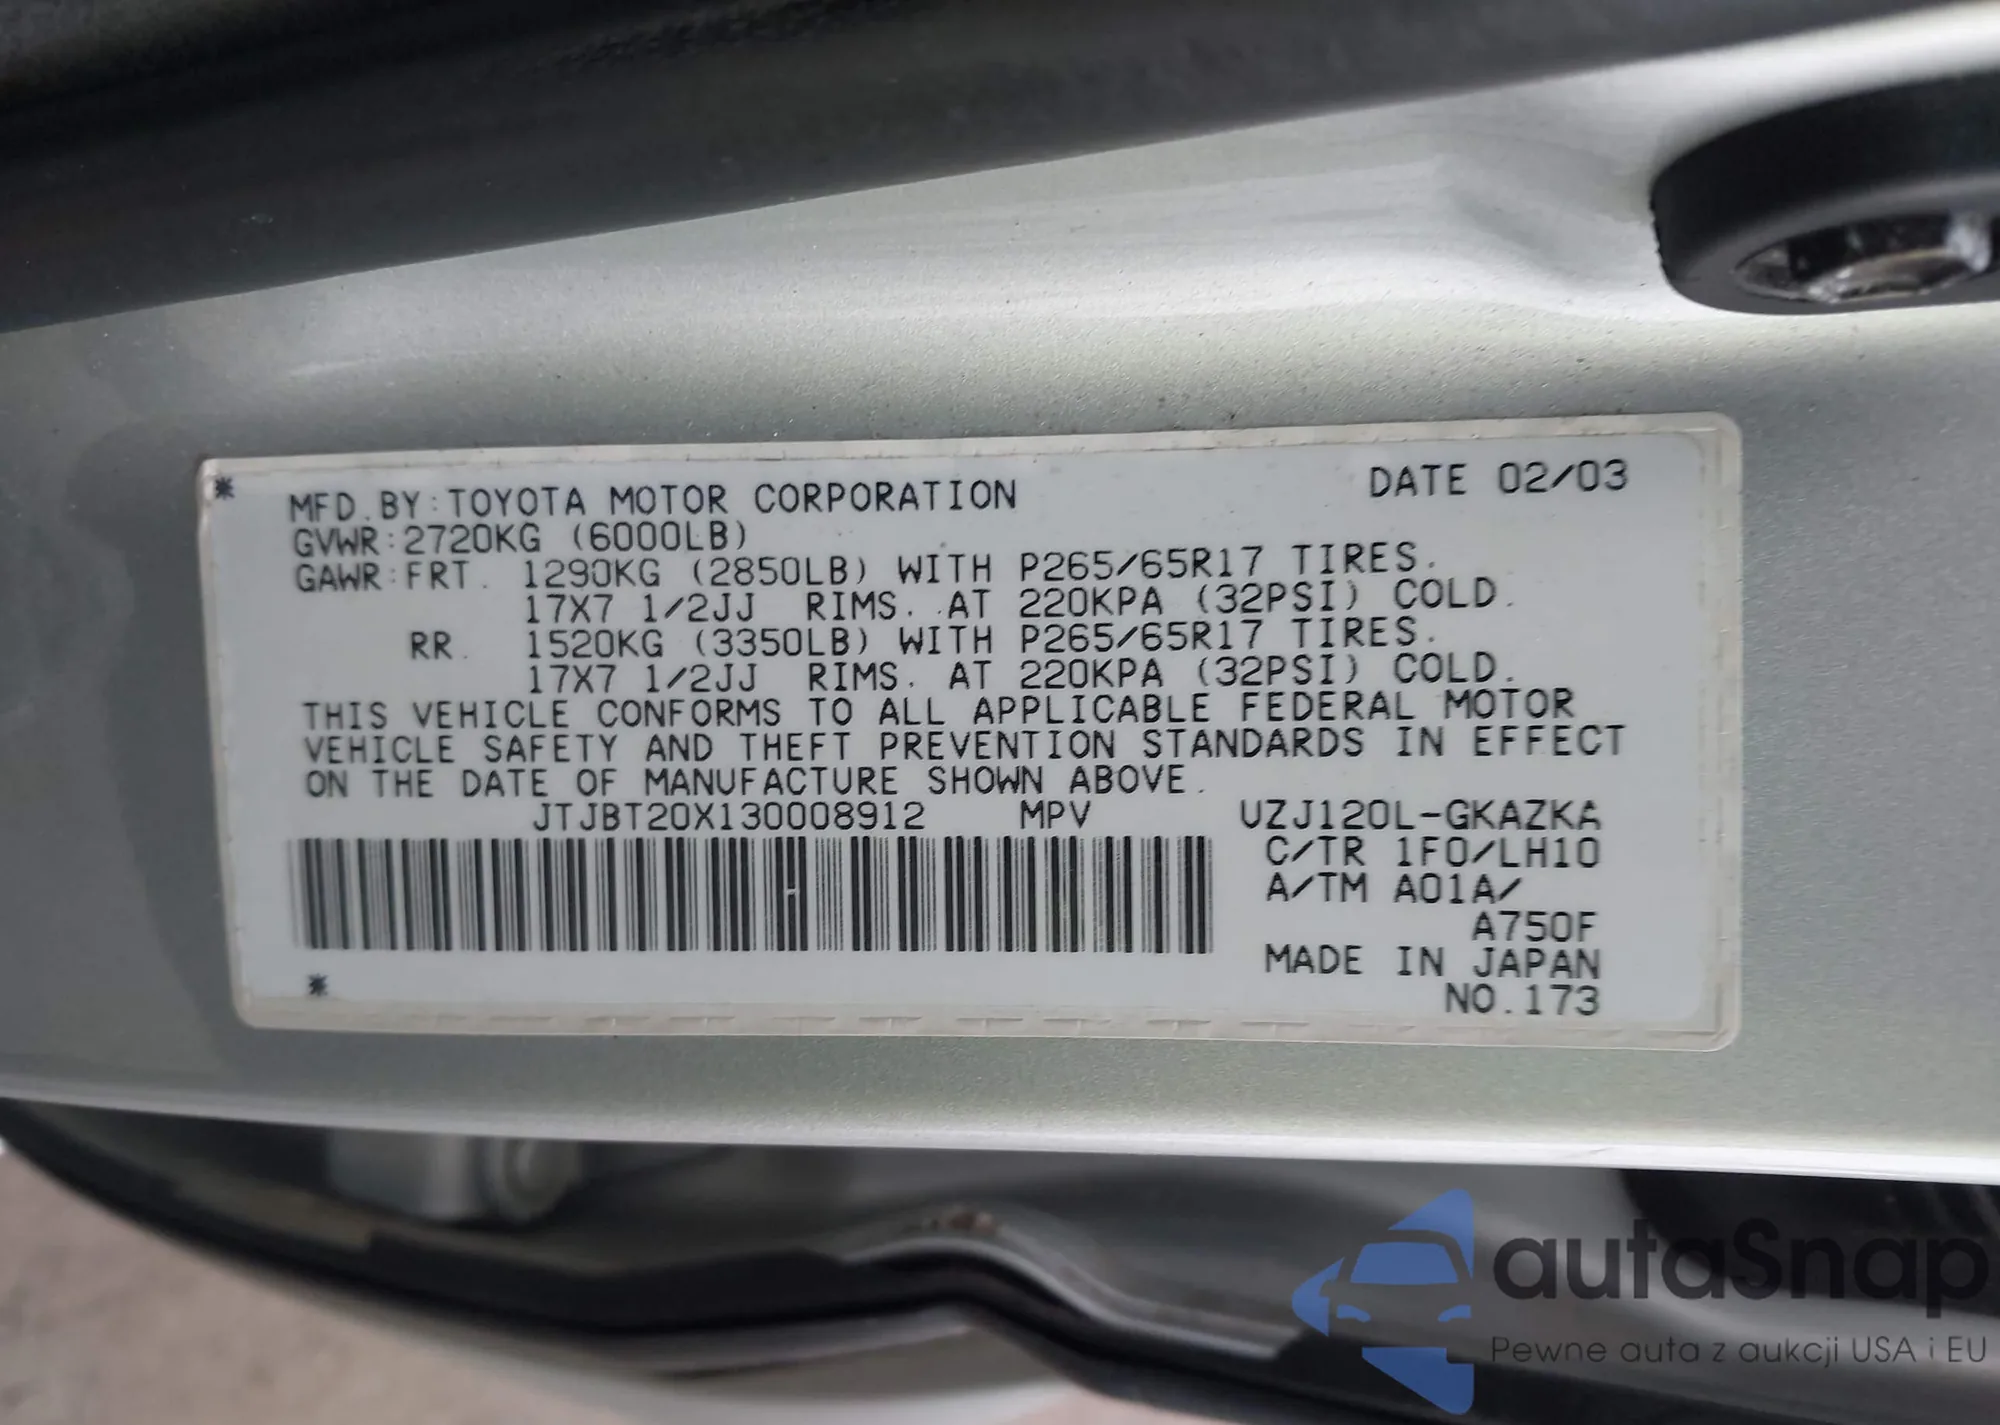 * MFD.BY:TOYOTA MOTOR CORPORATION DATE 02/03
GVWR:2720KG (6000LB)
GAWR:FRT. 1290KG (2850LB) WITH P265/65R17 TIRES.
17X7 1/2JJ RIMS. AT 220KPA (32PSI) COLD.
RR. 1520KG (3350LB) WITH P265/65R17 TIRES.
17X7 1/2JJ RIMS. AT 220KPA (32PSI) COLD.
THIS VEHICLE CONFORMS TO ALL APPLICABLE FEDERAL MOTOR
VEHICLE SAFETY AND THEFT PREVENTION STANDARDS IN EFFECT
ON THE DATE OF MANUFACTURE SHOWN ABOVE.
JTJBT20X130008912 MPV UZJ120L-GKAZKA
C/TR 1F0/LH10
A/TM A01A/
A750F
MADE IN JAPAN
* NO.173
autaSnap
Pewne auta z aukcji USA i EU